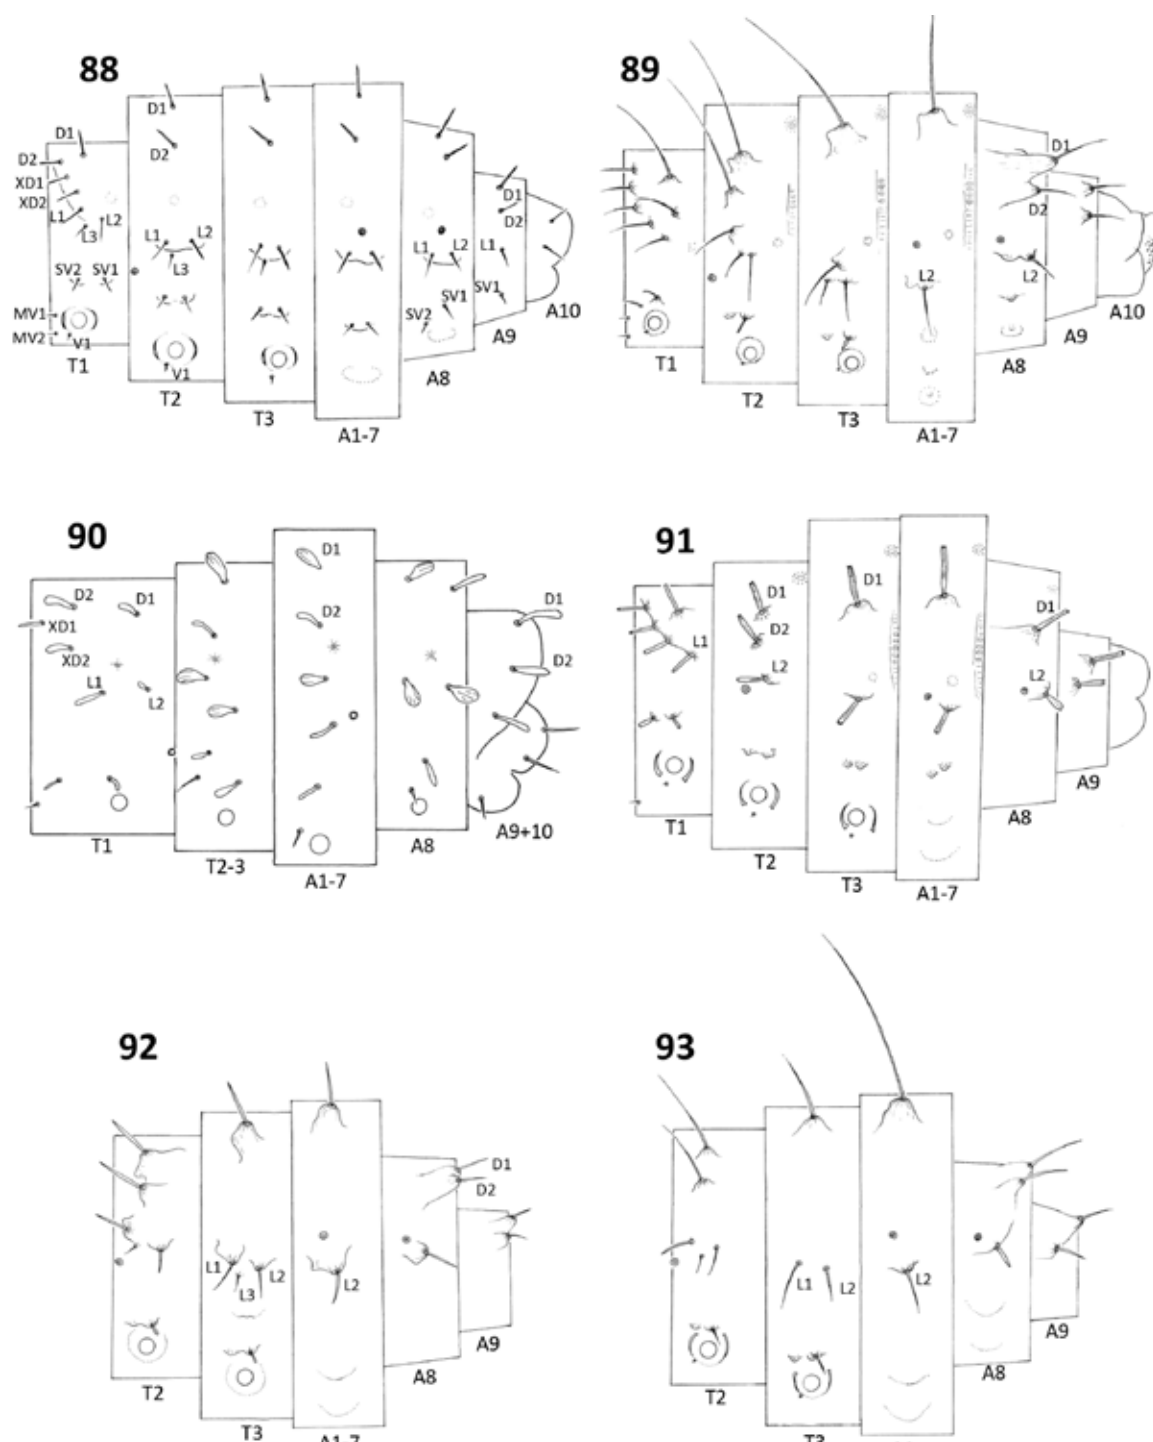 88
D1
D1
D2
D2
XD1
XD2
L1
L2
L3
L1
L2
L3
SV2
SV1
MV1
MV2
V1
V1
L1
L2
SV1
SV2
D1
D2
L1
SV1
T1
T2
T3
A1-7
A8
A9
A10
89
D1
D2
L2
L2
T1
T2
T3
A1-7
A8
A9
A10
90
D2
D1
XD1
XD2
L1
L2
D1
D2
D1
D2
T1
T2-3
A1-7
A8
A9+10
91
L1
D1
D2
L2
D1
D1
L2
T1
T2
T3
A1-7
A8
A9
92
D1
D2
L1
L2
L3
L2
T2
T3
A1-7
A8
A9
93
L1
L2
L2
T2
T3
A8
A9